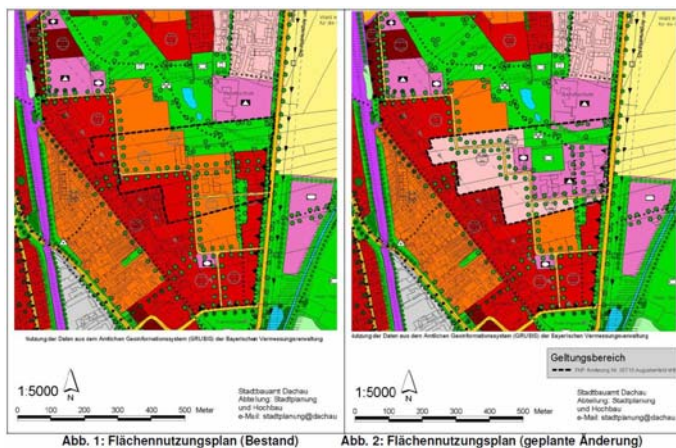 Nutzung der Daten aus dem Amtlichen Geoinformationssystem (GRUBIS) der Bayerischen Vermessungsverwaltung
1:5000
N
0 100 200 300 400 500 Meter
Stadtbauamt Dachau
Abteilung: Stadtplanung
und Hochbau
e-Mail: stadtplanung@dachau
Abb. 1: Flächennutzungsplan (Bestand)
Wald
für
Nutzung der Daten aus dem Amtlichen Geoinformationssystem (GRUBIS) der Bayerischen Vermessungsverwaltung
Geltungsbereich
1:5000
N
0 100 200 300 400 500 Meter
Stadtbauamt Dachau
Abteilung: Stadtplanung
und Hochbau
e-Mail: stadtplanung@dachau
Abb. 2: Flächennutzungsplan (geplante Änderung)